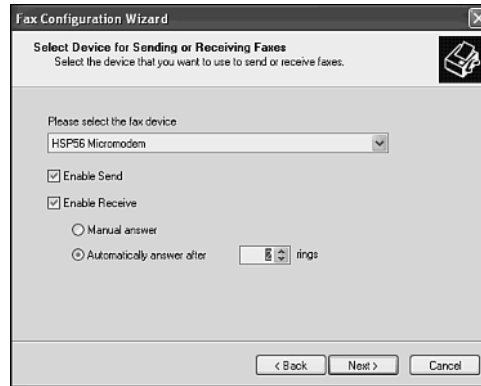 Fax Configuration Wizard
Select Device for Sending or Receiving Faxes
Select the device that you want to use to send or receive faxes.
Please select the fax device
HSP56 Micromodem
Enable Send
Enable Receive
Manual answer
Automatically answer after rings
< Back Next > Cancel